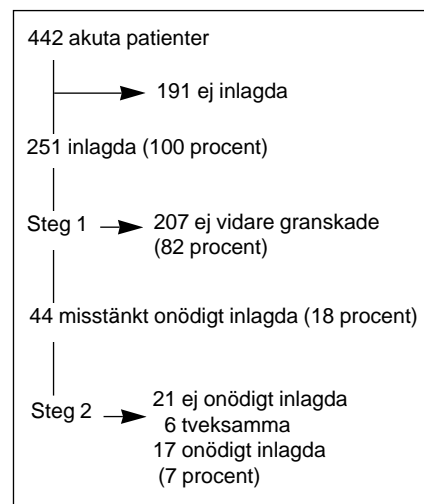 442 akuta patienter
191 ej inlagda
251 inlagda (100 procent)
Steg 1
207 ej vidare granskade
(82 procent)
44 misstänkt onödigt inlagda (18 procent)
21 ej onödigt inlagda
Steg 2
6 tveksamma
17 onödigt inlagda
(7 procent)